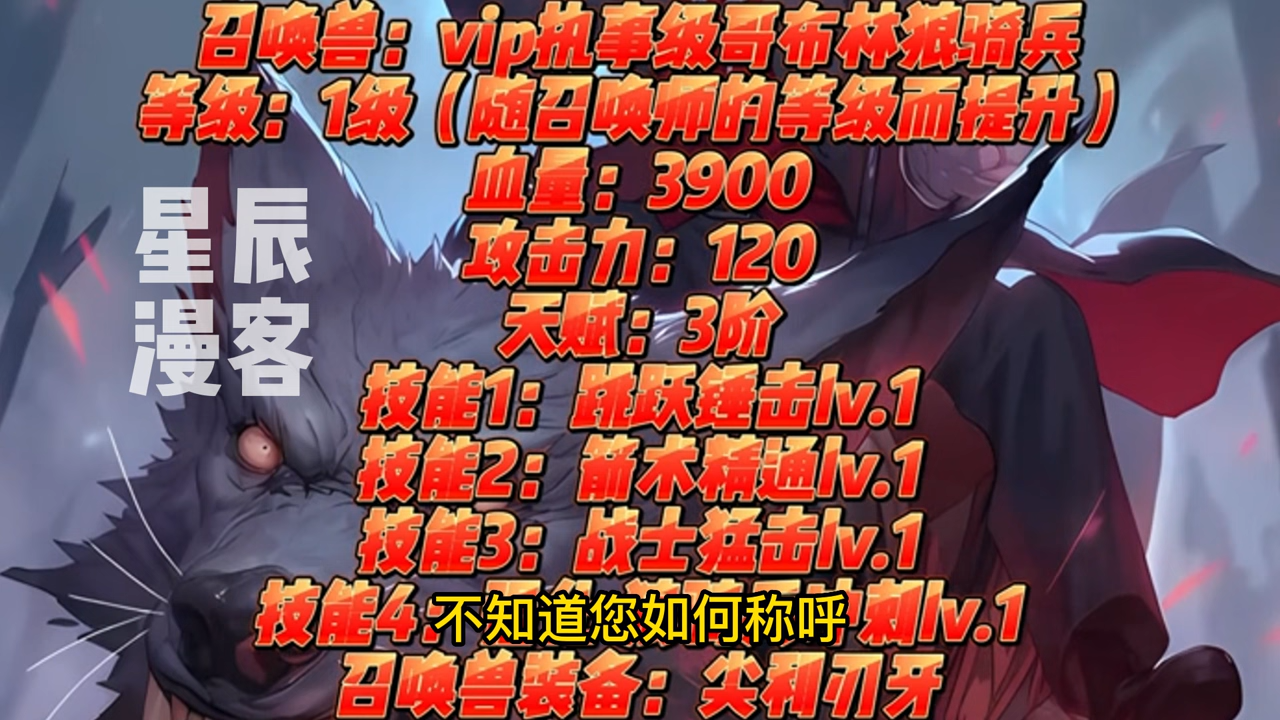 召唤兽：vip执事级哥布林狼骑兵
等级：1级（随召唤师的等级而提升）
血量：3900
攻击力：120
天赋：3阶
技能1：跳跃锤击lv.1
技能2：箭术精通lv.1
技能3：战士猛击lv.1
技能4：刺lv.1
不知道您如何称呼
召唤兽装备：尖利刃牙
星辰
漫客